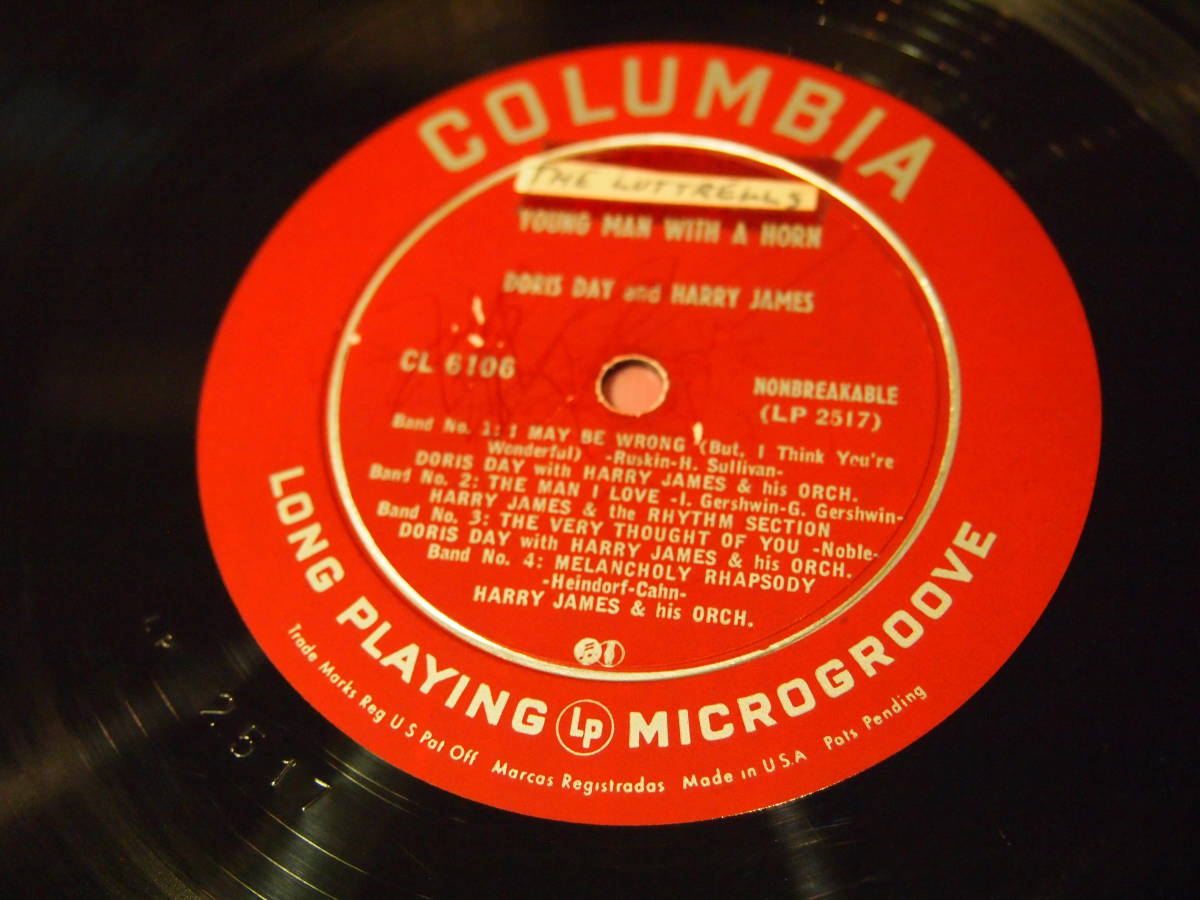 COLUMBIA
THE LUTTRELLS
YOUNG MAN WITH A HORN
DORIS DAY and HARRY JAMES
CL 6106
NONBREAKABLE
(LP 2517)
Band No. 1: I MAY BE WRONG (But, I Think You're
Wonderful) -Ruskin-H. Sullivan-
DORIS DAY with HARRY JAMES & his ORCH.
Band No. 2: THE MAN I LOVE -I. Gershwin-G. Gershwin-
HARRY JAMES & the RHYTHM SECTION
Band No. 3: THE VERY THOUGHT OF YOU -Noble-
DORIS DAY with HARRY JAMES & his ORCH.
Band No. 4: MELANCHOLY RHAPSODY
-Heindorf-Cahn-
HARRY JAMES & his ORCH.
LONG PLAYING LP MICROGROOVE
Trade Marks Reg U S Pat Off Marcas Registradas Made in U.S.A Pats Pending
LP 2517